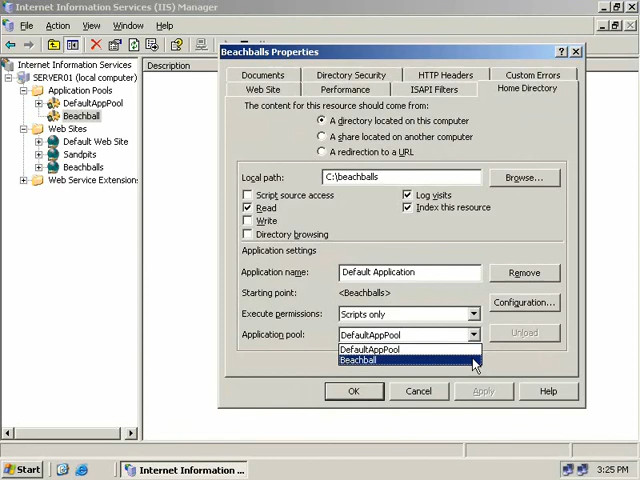 Internet Information Services (IIS) Manager
File Action View Window Help
Internet Information Services
SERVER01 (local computer)
Application Pools
DefaultAppPool
Beachball
Web Sites
Default Web Site
Sandpits
Beachballs
Web Service Extensions
Description
Beachballs Properties
Documents Directory Security HTTP Headers Custom Errors
Web Site Performance ISAPI Filters Home Directory
The content for this resource should come from:
A directory located on this computer
A share located on another computer
A redirection to a URL
Local path: C:\beachballs Browse...
Script source access Log visits
Read Index this resource
Write
Directory browsing
Application settings
Application name: Default Application Remove
Starting point: <Beachballs>
Configuration...
Execute permissions: Scripts only
Application pool: DefaultAppPool Unload
DefaultAppPool
Beachball
OK Cancel Apply Help
Start Internet Information ... 3:25 PM